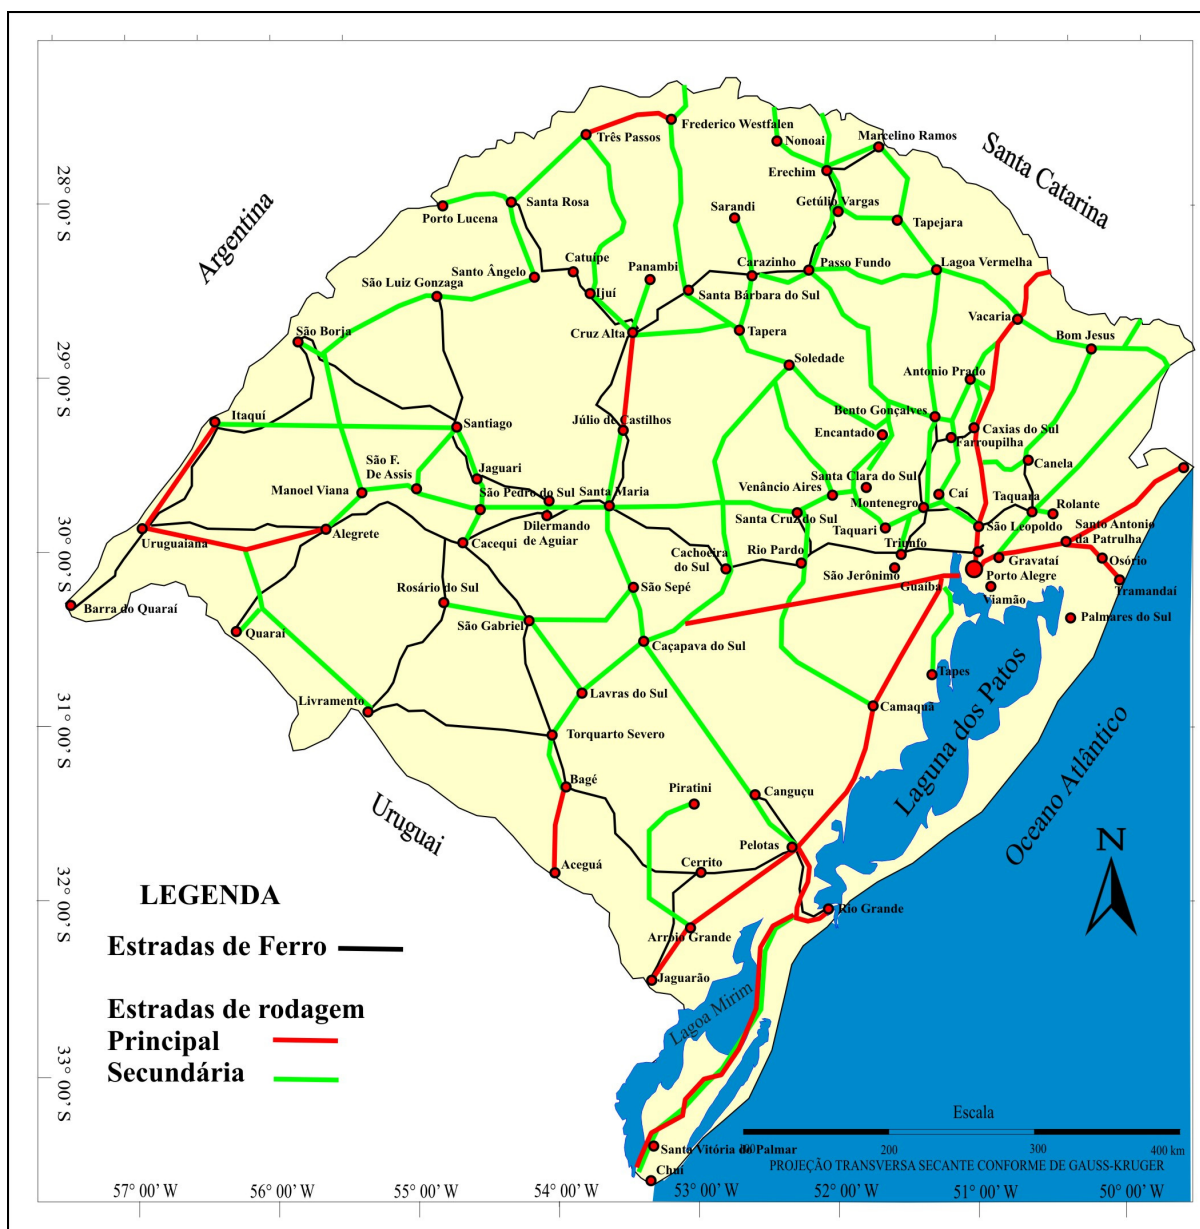 Frederico Westfalen
Três Passos
Nonoai
Marcelino Ramos
Santa Catarina
Erechim
28° 00' S
Argentina
Porto Lucena
Santa Rosa
Sarandi
Getúlio Vargas
Tapejara
Catuípe
Panambi
Carazinho
Passo Fundo
Lagoa Vermelha
Santo Ângelo
São Luiz Gonzaga
Ijuí
Santa Bárbara do Sul
Vacaria
São Borja
Cruz Alta
Tapera
Bom Jesus
29° 00' S
Soledade
Antonio Prado
Itaquí
Santiago
Júlio de Castilhos
Bento Gonçalves
Encantado
Caxias do Sul
Farroupilha
São F.
De Assis
Jaguari
Canela
Manoel Viana
São Pedro do Sul
Santa Maria
Venâncio Aires
Santa Clara do Sul
Montenegro
Caí
Taquara
Rolante
30° 00' S
Uruguaiana
Alegrete
Cacequi
Dilermando
de Aguiar
Santa Cruz do Sul
Taquari
São Leopoldo
Santo Antonio
da Patrulha
Cachoeira
do Sul
Rio Pardo
Triunfo
Gravataí
Osório
São Jerônimo
Guaiba
Porto Alegre
Viamão
Tramandaí
Barra do Quaraí
Rosário do Sul
São Sepé
Palmares do Sul
Quarai
São Gabriel
Caçapava do Sul
Tapes
Livramento
Lavras do Sul
Camaquã
31° 00' S
Torquarto Severo
Laguna dos Patos
Oceano Atlântico
Uruguai
Bagé
Piratini
Canguçu
N
Pelotas
Aceguá
Cerrito
32° 00' S
LEGENDA
Rio Grande
Estradas de Ferro
Arroio Grande
Jaguarão
Lagoa Mirim
Estradas de rodagem
Principal
Secundária
33° 00' S
Escala
Santa Vitória do Palmar
100
200
300
400 km
PROJEÇÃO TRANSVERSA SECANTE CONFORME DE GAUSS-KRUGER
Chuí
57° 00' W
56° 00' W
55° 00' W
54° 00' W
53° 00' W
52° 00' W
51° 00' W
50° 00' W